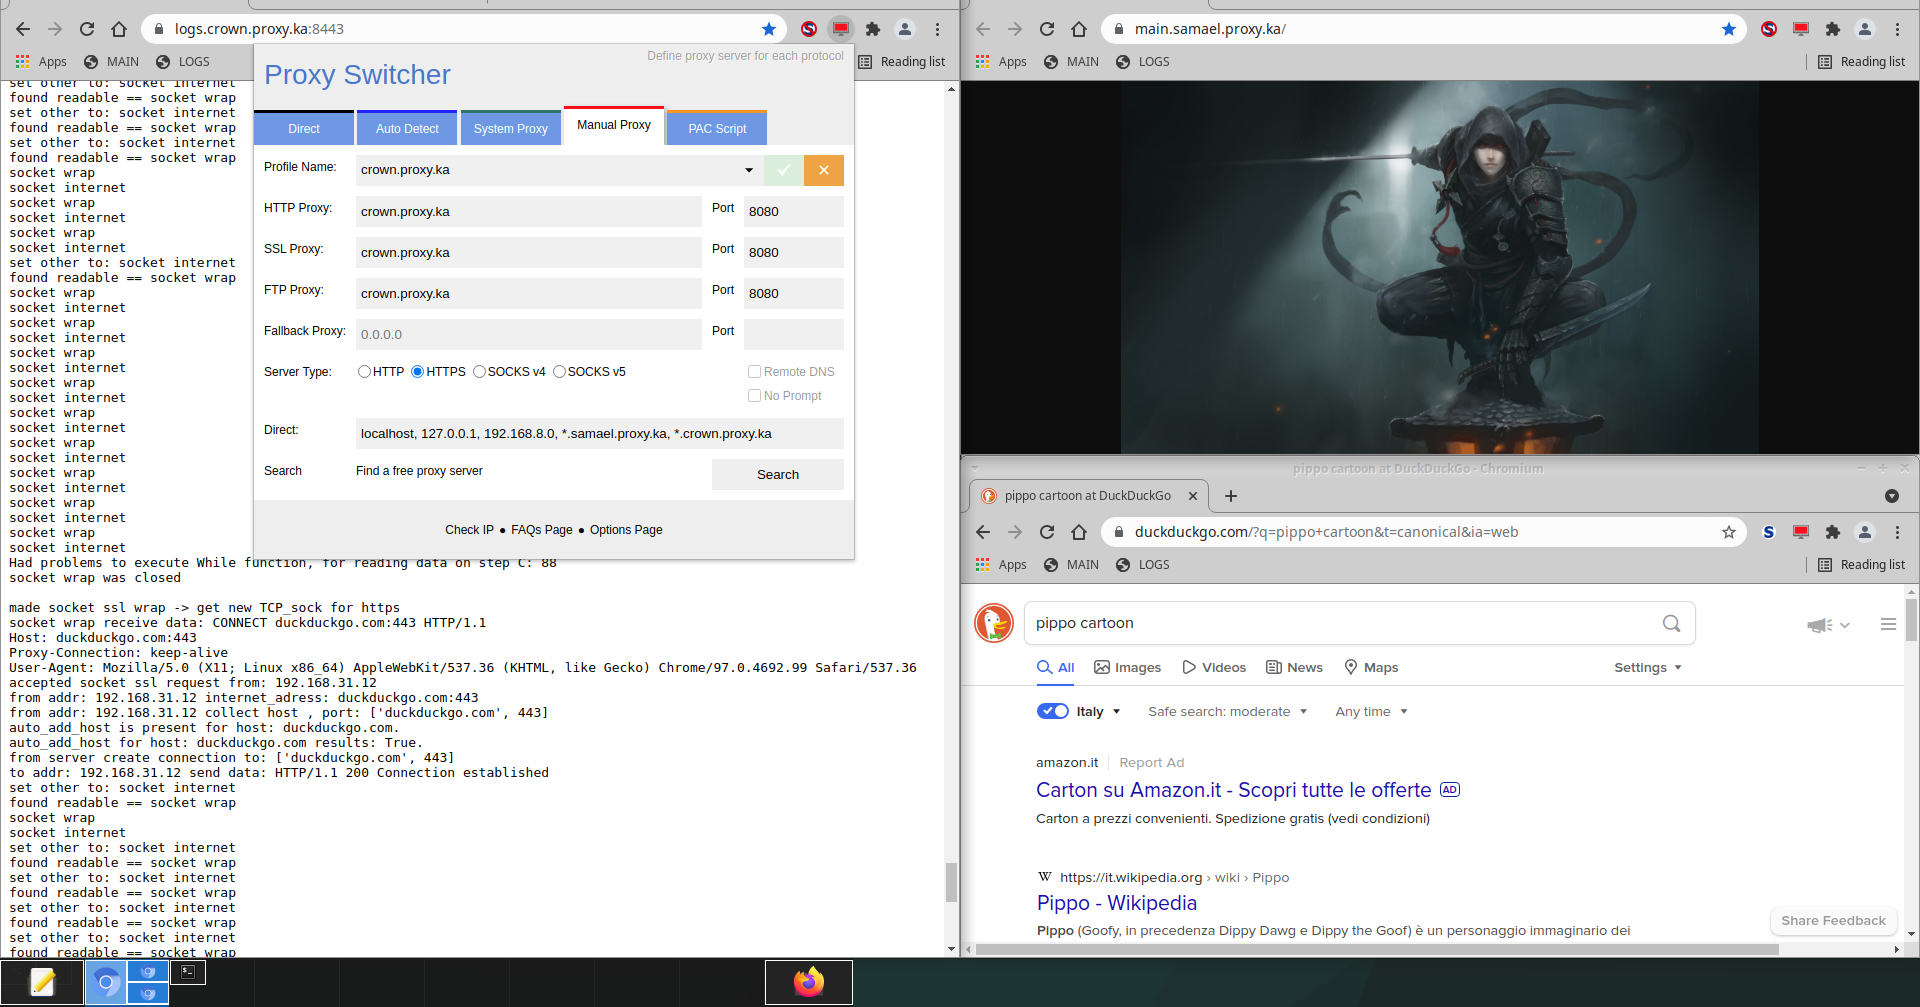 logs.crown.proxy.ka:8443
Apps MAIN LOGS Reading list
set other to: socket internet
found readable == socket wrap
set other to: socket internet
found readable == socket wrap
set other to: socket internet
found readable == socket wrap
socket wrap
socket internet
socket wrap
socket internet
socket wrap
socket internet
set other to: socket internet
found readable == socket wrap
socket wrap
socket internet
socket wrap
socket internet
socket wrap
socket internet
socket wrap
socket internet
socket wrap
socket internet
socket wrap
socket internet
socket wrap
socket internet
socket wrap
socket internet
socket wrap
socket internet
Had problems to execute While function, for reading data on step C: 88
socket wrap was closed
made socket ssl wrap -> get new TCP_sock for https
socket wrap receive data: CONNECT duckduckgo.com:443 HTTP/1.1
Host: duckduckgo.com:443
Proxy-Connection: keep-alive
User-Agent: Mozilla/5.0 (X11; Linux x86_64) AppleWebKit/537.36 (KHTML, like Gecko) Chrome/97.0.4692.99 Safari/537.36
accepted socket ssl request from: 192.168.31.12
from addr: 192.168.31.12 internet_adress: duckduckgo.com:443
from addr: 192.168.31.12 collect host , port: ['duckduckgo.com', 443]
auto_add_host is present for host: duckduckgo.com.
auto_add_host for host: duckduckgo.com results: True.
from server create connection to: ['duckduckgo.com', 443]
to addr: 192.168.31.12 send data: HTTP/1.1 200 Connection established
set other to: socket internet
found readable == socket wrap
socket wrap
socket internet
set other to: socket internet
found readable == socket wrap
set other to: socket internet
found readable == socket wrap
set other to: socket internet
found readable == socket wrap
set other to: socket internet
found readable == socket wrap
Define proxy server for each protocol
Proxy Switcher
Direct Auto Detect System Proxy Manual Proxy PAC Script
Profile Name: crown.proxy.ka
HTTP Proxy: crown.proxy.ka Port 8080
SSL Proxy: crown.proxy.ka Port 8080
FTP Proxy: crown.proxy.ka Port 8080
Fallback Proxy: 0.0.0.0 Port
Server Type: HTTP HTTPS SOCKS v4 SOCKS v5 Remote DNS
No Prompt
Direct: localhost, 127.0.0.1, 192.168.8.0, *.samael.proxy.ka, *.crown.proxy.ka
Search Find a free proxy server Search
Check IP ● FAQs Page ● Options Page
main.samael.proxy.ka/
Apps MAIN LOGS Reading list
pippo cartoon at DuckDuckGo - Chromium
pippo cartoon at DuckDuckGo
duckduckgo.com/?q=pippo+cartoon&t=canonical&ia=web
Apps MAIN LOGS Reading list
pippo cartoon
All Images Videos News Maps Settings
Italy Safe search: moderate Any time
amazon.it Report Ad
Carton su Amazon.it - Scopri tutte le offerte AD
Carton a prezzi convenienti. Spedizione gratis (vedi condizioni)
W https://it.wikipedia.org › wiki › Pippo
Pippo - Wikipedia
Pippo (Goofy, in precedenza Dippy Dawg e Dippy the Goof) è un personaggio immaginario dei
Share Feedback